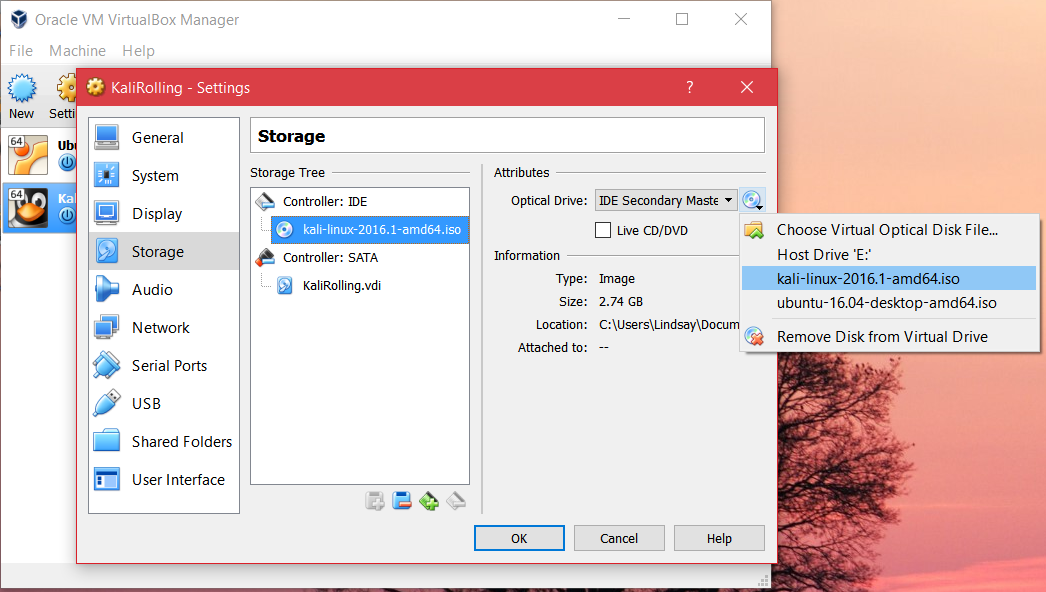 Oracle VM VirtualBox Manager
File Machine Help
New
KaliRolling - Settings
?
General
System
Display
Storage
Audio
Network
Serial Ports
USB
Shared Folders
User Interface
Storage
Storage Tree
Controller: IDE
kali-linux-2016.1-amd64.iso
Controller: SATA
KaliRolling.vdi
Attributes
Optical Drive: IDE Secondary Maste
Live CD/DVD
Information
Type: Image
Size: 2.74 GB
Location: C:\Users\Lindsay\Docum
Attached to: --
Choose Virtual Optical Disk File...
Host Drive 'E:'
kali-linux-2016.1-amd64.iso
ubuntu-16.04-desktop-amd64.iso
Remove Disk from Virtual Drive
OK Cancel Help
64
64